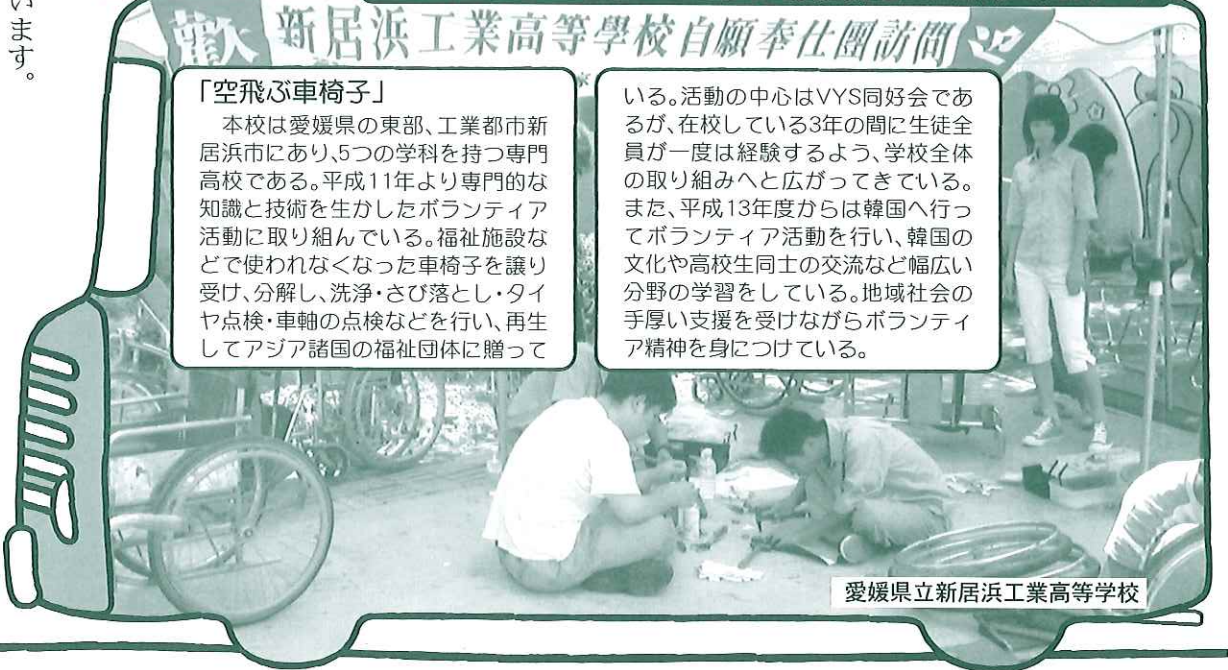 います。
歡 新居浜工業高等學校自願奉仕團訪問 迎
「空飛ぶ車椅子」
本校は愛媛県の東部、工業都市新
居浜市にあり、5つの学科を持つ専門
高校である。平成11年より専門的な
知識と技術を生かしたボランティア
活動に取り組んでいる。福祉施設な
どで使われなくなった車椅子を譲り
受け、分解し、洗浄・さび落とし・タイ
ヤ点検・車軸の点検などを行い、再生
してアジア諸国の福祉団体に贈って
いる。活動の中心はVYS同好会であ
るが、在校している3年の間に生徒全
員が一度は経験するよう、学校全体
の取り組みへと広がってきている。
また、平成13年度からは韓国へ行っ
てボランティア活動を行い、韓国の
文化や高校生同士の交流など幅広い
分野の学習をしている。地域社会の
手厚い支援を受けながらボランティ
ア精神を身につけている。
愛媛県立新居浜工業高等学校